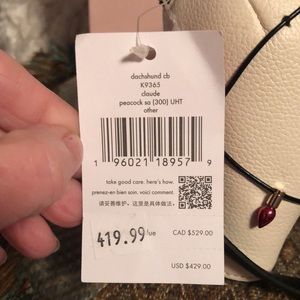 dachshund cb
K9365
claude
peacock sa (300) UHT
other
1 96021 18957 9
take good care. here's how.
prenez-en bien soin. voici comment.
请妥善维护。这里是具体做法。
419.99/ue
CAD $529.00
USD $429.00